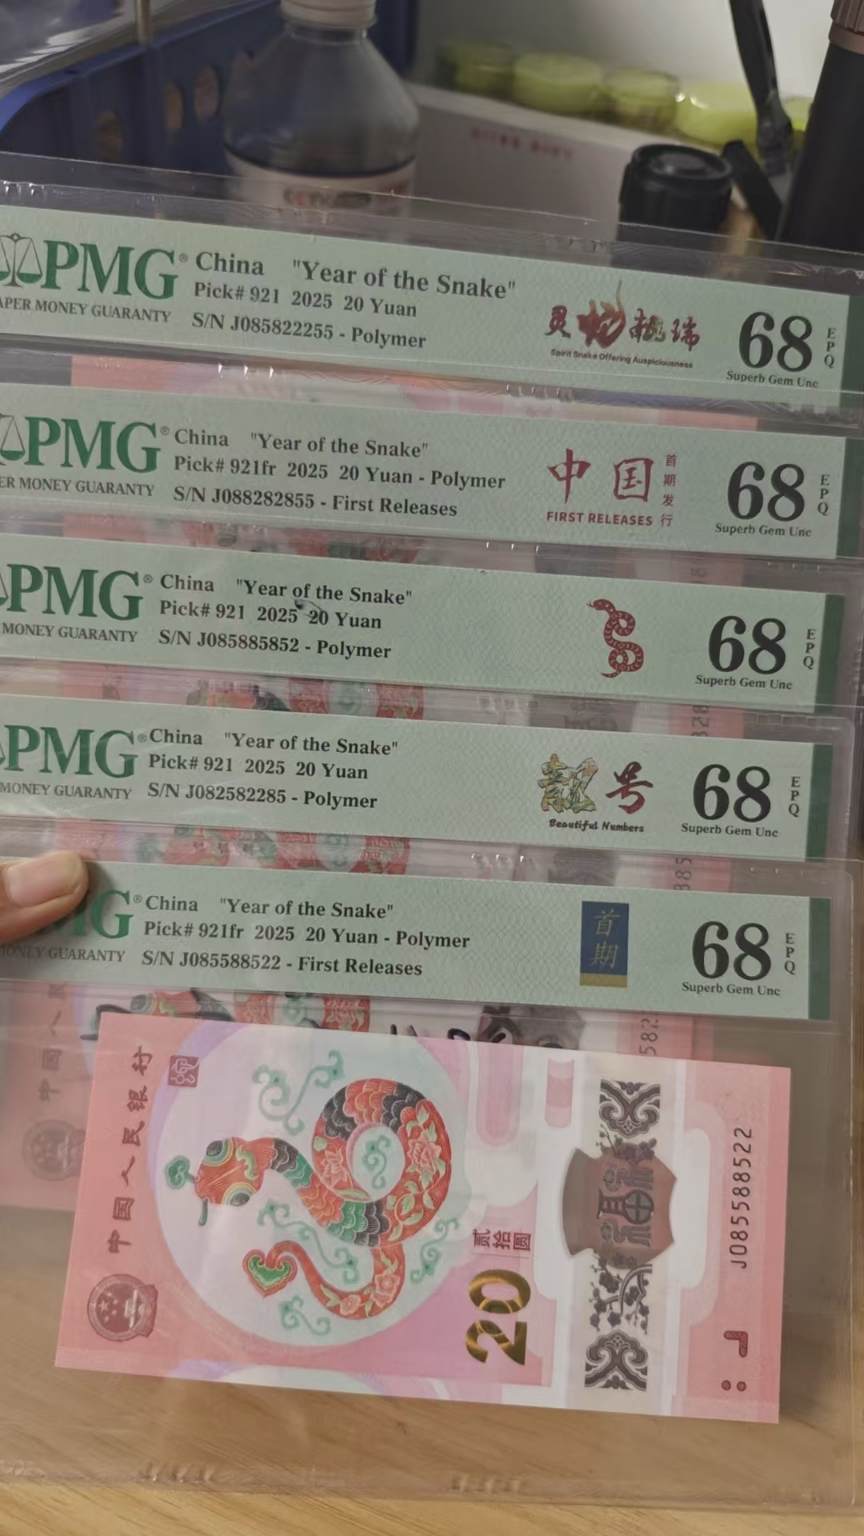 PMG® China "Year of the Snake"
Pick# 921 2025 20 Yuan
PAPER MONEY GUARANTY S/N J085822255 - Polymer
灵蛇献瑞
Spirit Snake Offering Auspiciousness
68 EPQ
Superb Gem Unc
PMG® China "Year of the Snake"
Pick# 921fr 2025 20 Yuan - Polymer
PER MONEY GUARANTY S/N J088282855 - First Releases
中国 首期发行
FIRST RELEASES
68 EPQ
Superb Gem Unc
PMG® China "Year of the Snake"
Pick# 921 2025 20 Yuan
MONEY GUARANTY S/N J085885852 - Polymer
68 EPQ
Superb Gem Unc
PMG® China "Year of the Snake"
Pick# 921 2025 20 Yuan
MONEY GUARANTY S/N J082582285 - Polymer
靓号
Beautiful Numbers
68 EPQ
Superb Gem Unc
MG® China "Year of the Snake"
Pick# 921fr 2025 20 Yuan - Polymer
MONEY GUARANTY S/N J085588522 - First Releases
首期
68 EPQ
Superb Gem Unc
中国人民银行
贰拾圆
20
J085588522